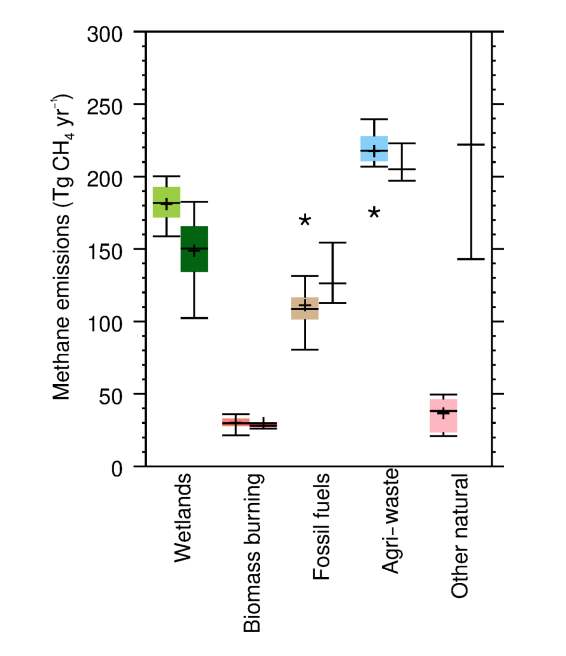 300
250
200
150
100
50
0
Methane emissions (Tg CH₄ yr⁻¹)
Wetlands
Biomass burning
Fossil fuels
Agri-waste
Other natural